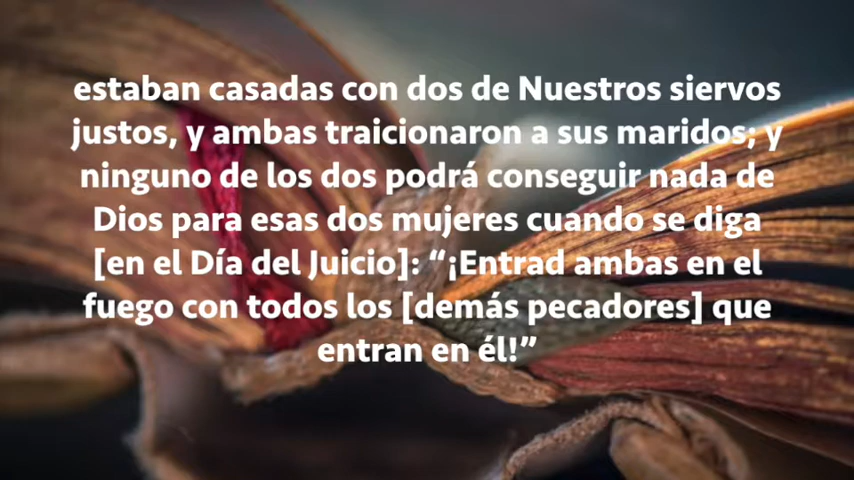 estaban casadas con dos de Nuestros siervos
justos, y ambas traicionaron a sus maridos; y
ninguno de los dos podrá conseguir nada de
Dios para esas dos mujeres cuando se diga
[en el Día del Juicio]: “¡Entrad ambas en el
fuego con todos los [demás pecadores] que
entran en él!”